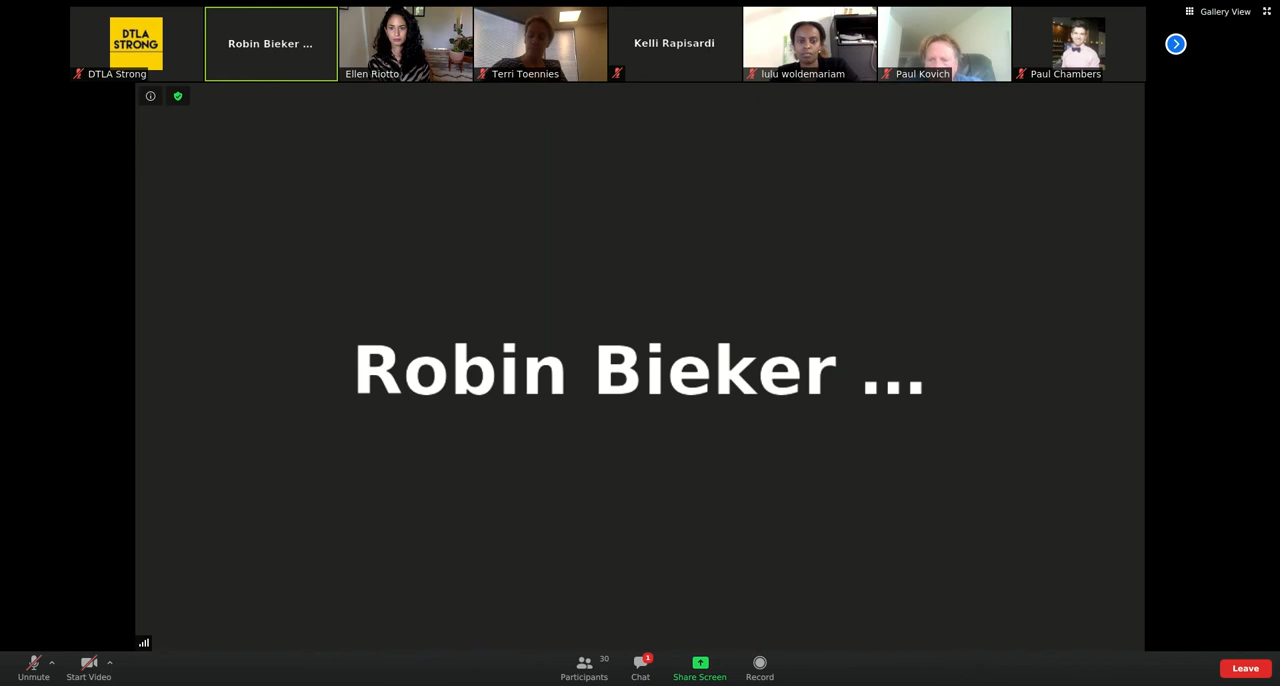 Gallery View
DTLA
STRONG
DTLA Strong
Robin Bieker ...
Ellen Riotto
Terri Toennies
Kelli Rapisardi
lulu woldemariam
Paul Kovich
Paul Chambers
Robin Bieker ...
Unmute
Start Video
30
Participants
1
Chat
Share Screen
Record
Leave